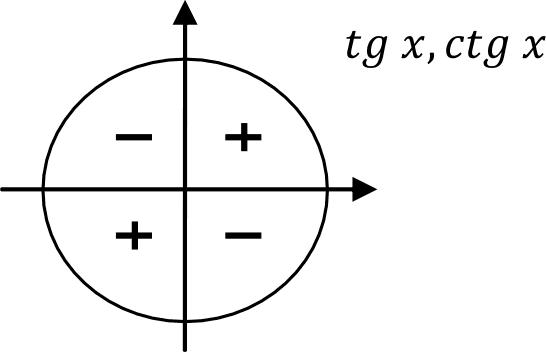 tg x, ctg x
− +
+ −